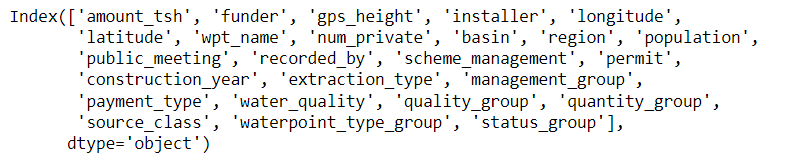 Index(['amount_tsh', 'funder', 'gps_height', 'installer', 'longitude',
'latitude', 'wpt_name', 'num_private', 'basin', 'region', 'population',
'public_meeting', 'recorded_by', 'scheme_management', 'permit',
'construction_year', 'extraction_type', 'management_group',
'payment_type', 'water_quality', 'quality_group', 'quantity_group',
'source_class', 'waterpoint_type_group', 'status_group'],
dtype='object')